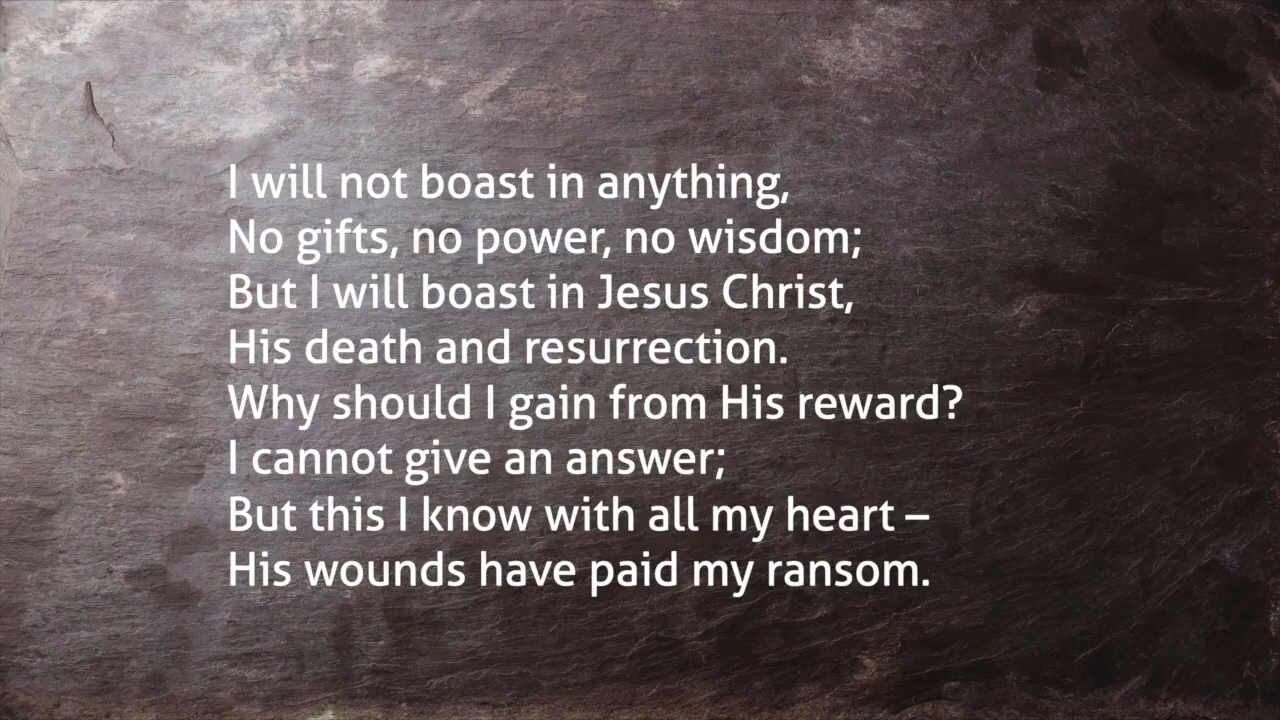 I will not boast in anything,
No gifts, no power, no wisdom;
But I will boast in Jesus Christ,
His death and resurrection.
Why should I gain from His reward?
I cannot give an answer;
But this I know with all my heart –
His wounds have paid my ransom.